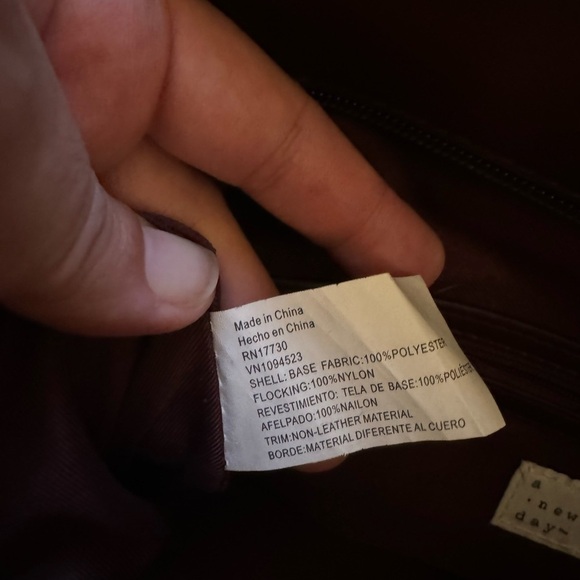 Made in China
Hecho en China
RN17730
VN1094523
SHELL: BASE FABRIC:100%POLYESTER
FLOCKING:100%NYLON
REVESTIMIENTO: TELA DE BASE:100%POLIÉSTE
AFELPADO:100%NAILON
TRIM:NON-LEATHER MATERIAL
BORDE:MATERIAL DIFERENTE AL CUERO
a
·new
day~